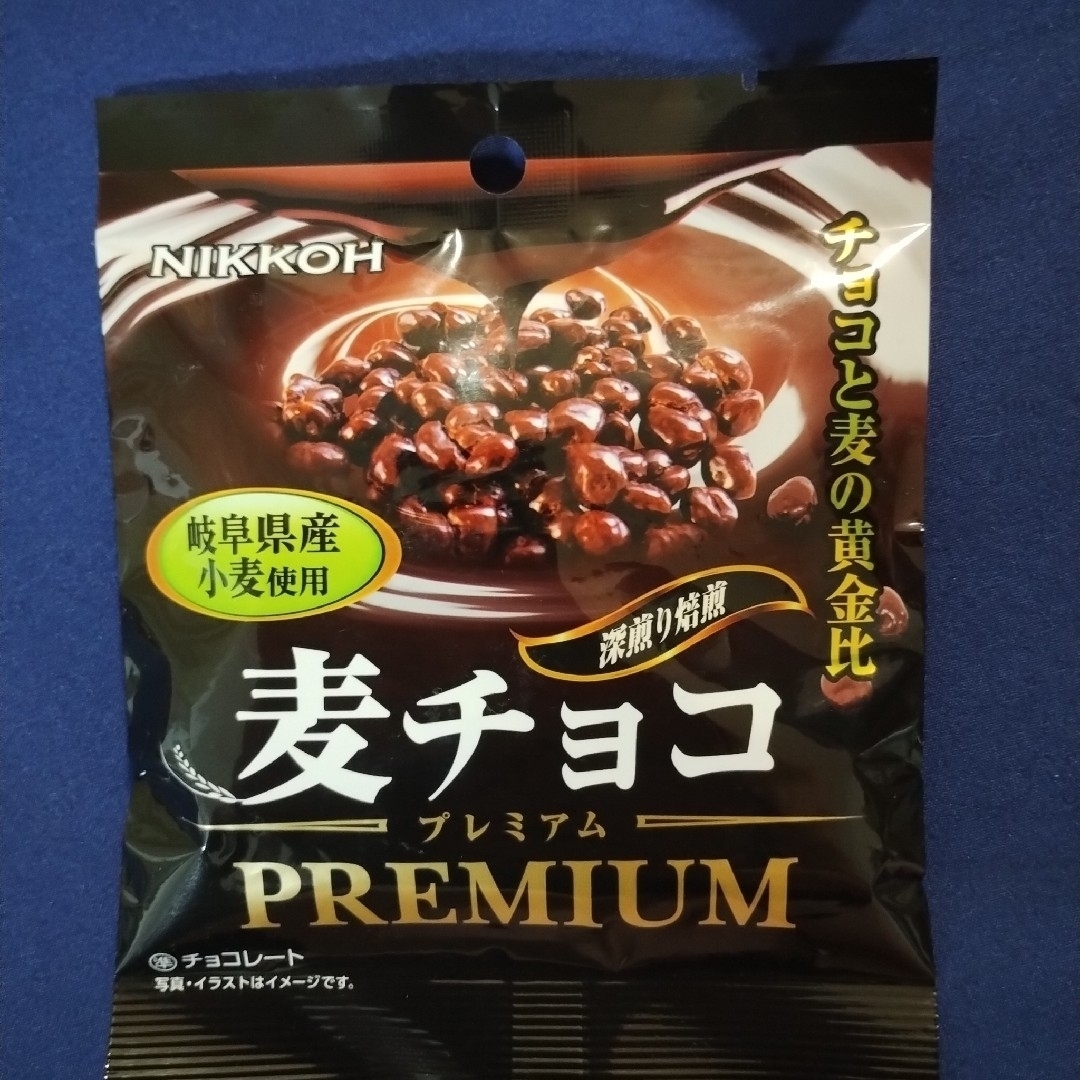 NIKKOH
チョコと麦の黄金比
岐阜県産
小麦使用
深煎り焙煎
麦チョコ
プレミアム
PREMIUM
準チョコレート
写真・イラストはイメージです。